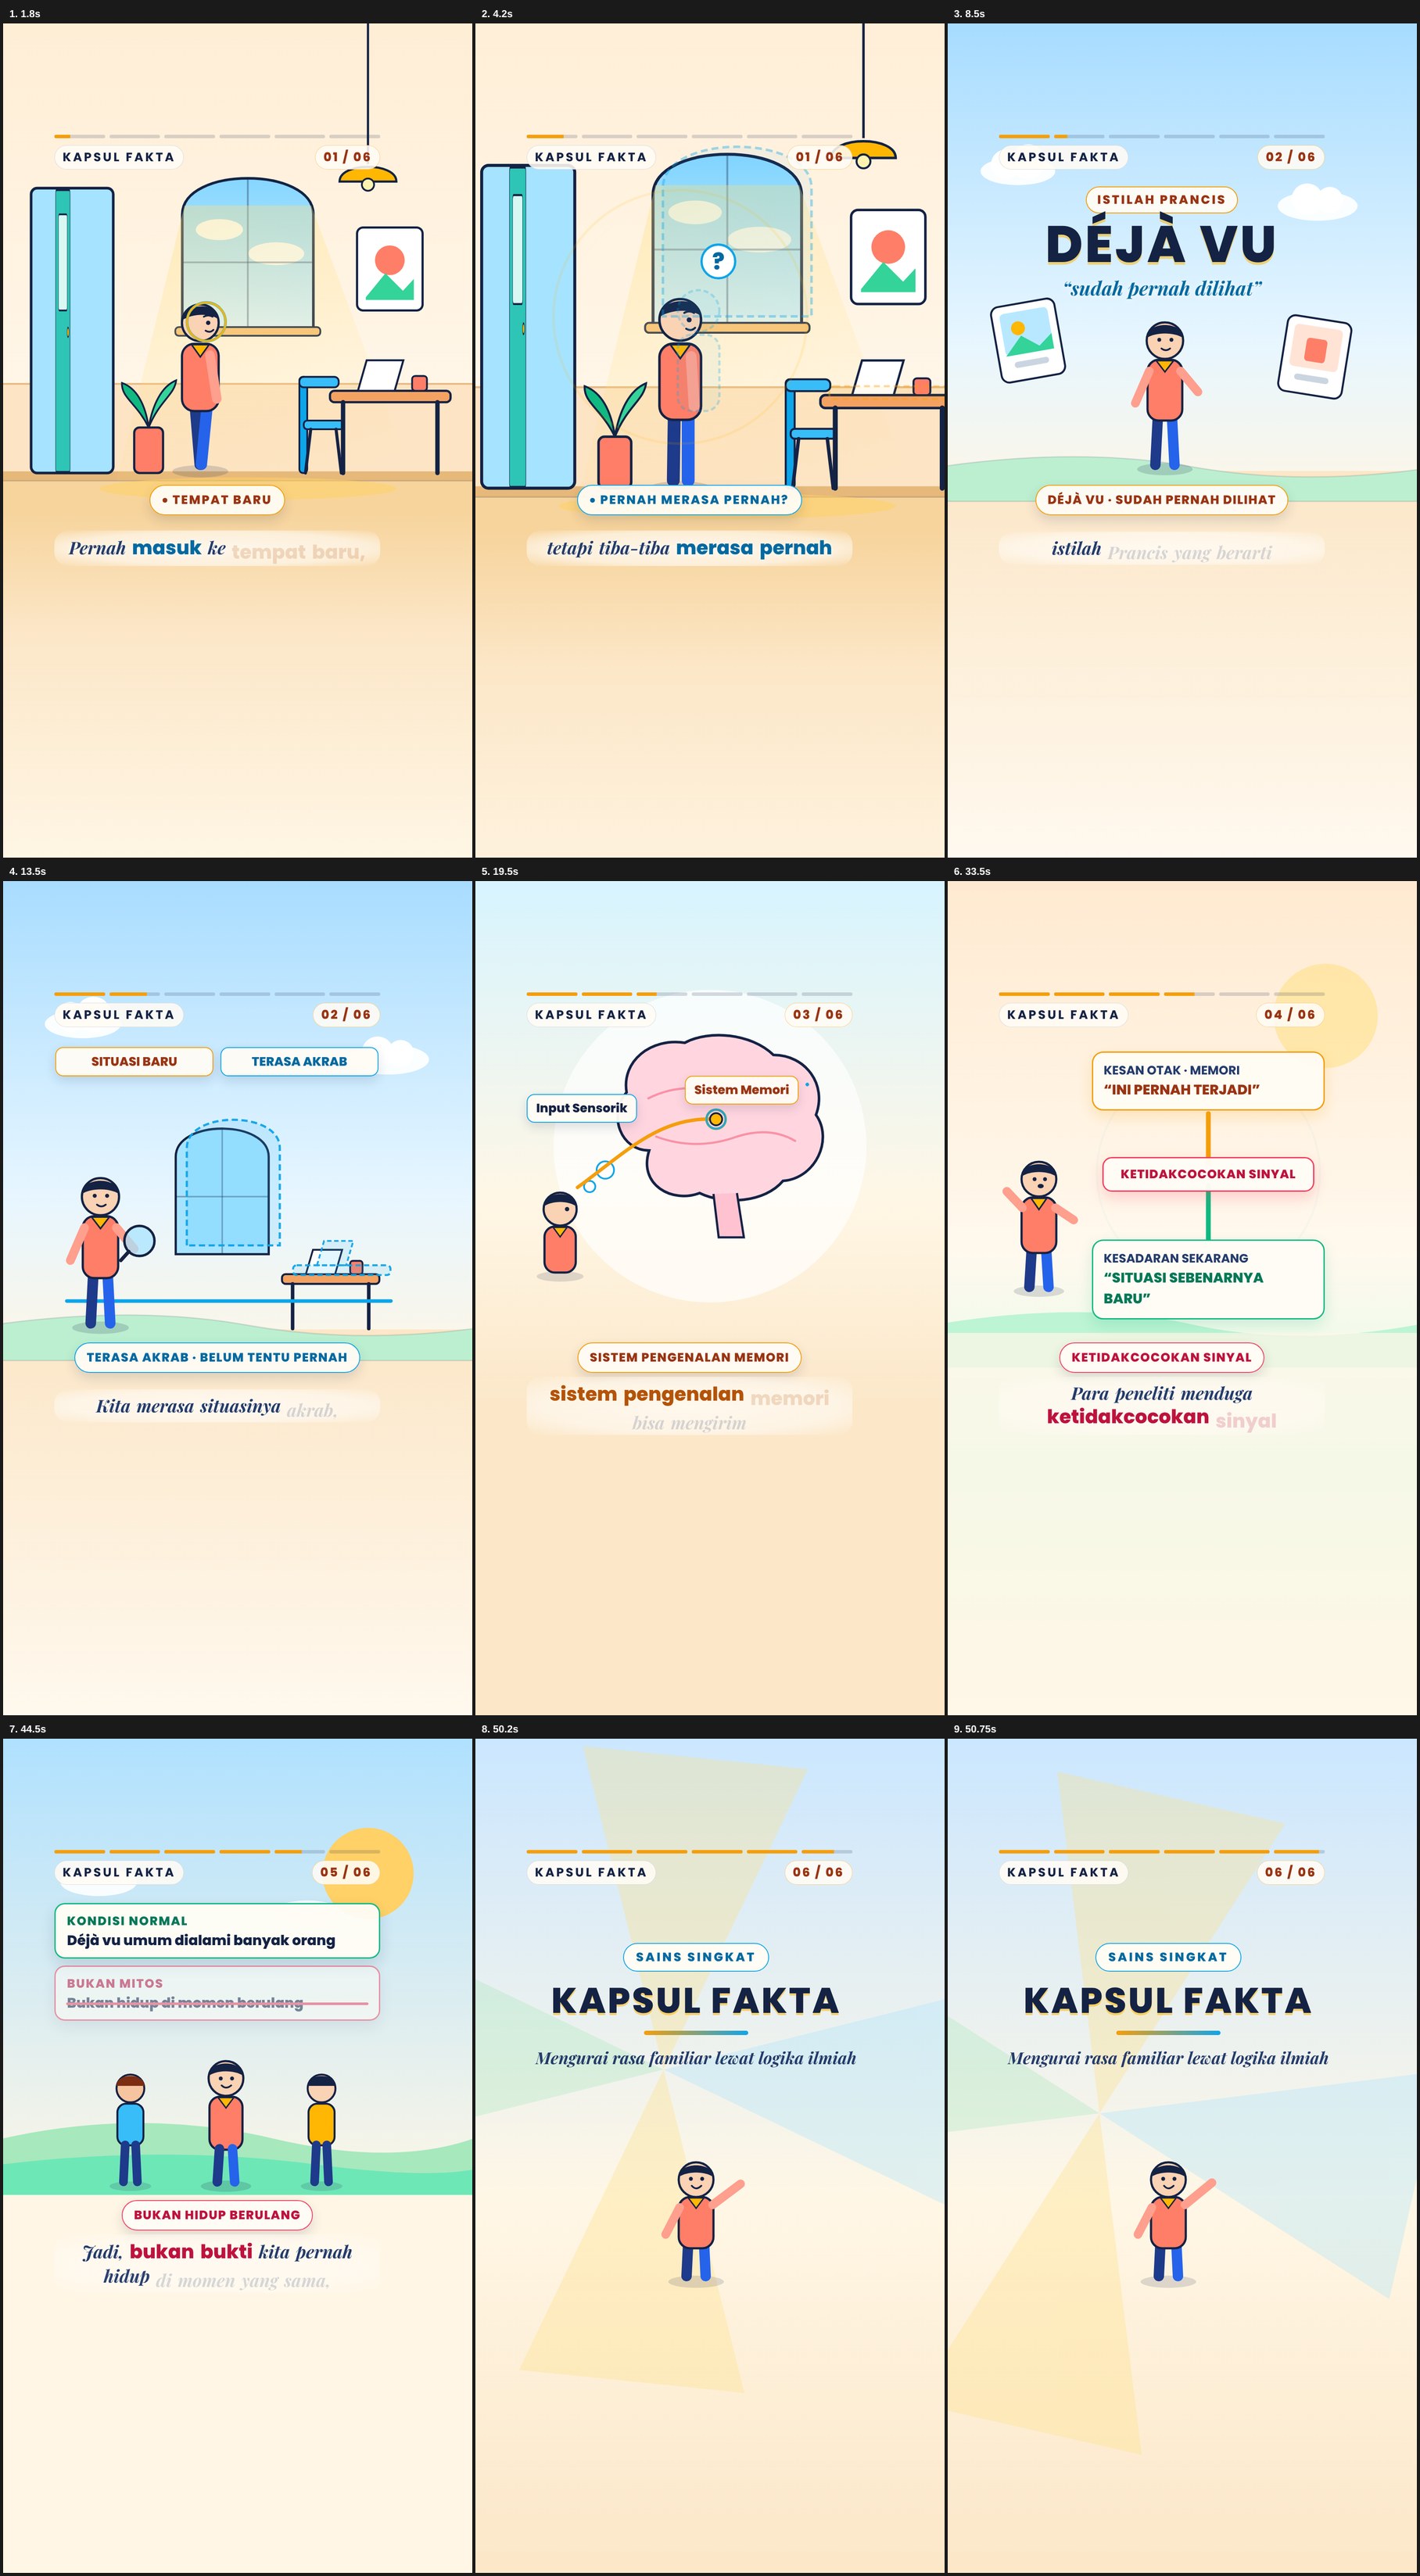 1. 1.8s
KAPSUL FAKTA
01 / 06
• TEMPAT BARU
Pernah masuk ke tempat baru,
2. 4.2s
KAPSUL FAKTA
01 / 06
?
• PERNAH MERASA PERNAH?
tetapi tiba-tiba merasa pernah
3. 8.5s
KAPSUL FAKTA
02 / 06
ISTILAH PRANCIS
DÉJÀ VU
“sudah pernah dilihat”
DÉJÀ VU · SUDAH PERNAH DILIHAT
istilah Prancis yang berarti
4. 13.5s
KAPSUL FAKTA
02 / 06
SITUASI BARU
TERASA AKRAB
TERASA AKRAB · BELUM TENTU PERNAH
Kita merasa situasinya akrab,
5. 19.5s
KAPSUL FAKTA
03 / 06
Sistem Memori
Input Sensorik
SISTEM PENGENALAN MEMORI
sistem pengenalan memori
bisa mengirim
6. 33.5s
KAPSUL FAKTA
04 / 06
KESAN OTAK · MEMORI
“INI PERNAH TERJADI”
KETIDAKCOCOKAN SINYAL
KESADARAN SEKARANG
“SITUASI SEBENARNYA
BARU”
KETIDAKCOCOKAN SINYAL
Para peneliti menduga
ketidakcocokan sinyal
7. 44.5s
KAPSUL FAKTA
05 / 06
KONDISI NORMAL
Déjà vu umum dialami banyak orang
BUKAN MITOS
Bukan hidup di momen berulang
BUKAN HIDUP BERULANG
Jadi, bukan bukti kita pernah
hidup di momen yang sama,
8. 50.2s
KAPSUL FAKTA
06 / 06
SAINS SINGKAT
KAPSUL FAKTA
Mengurai rasa familiar lewat logika ilmiah
9. 50.75s
KAPSUL FAKTA
06 / 06
SAINS SINGKAT
KAPSUL FAKTA
Mengurai rasa familiar lewat logika ilmiah